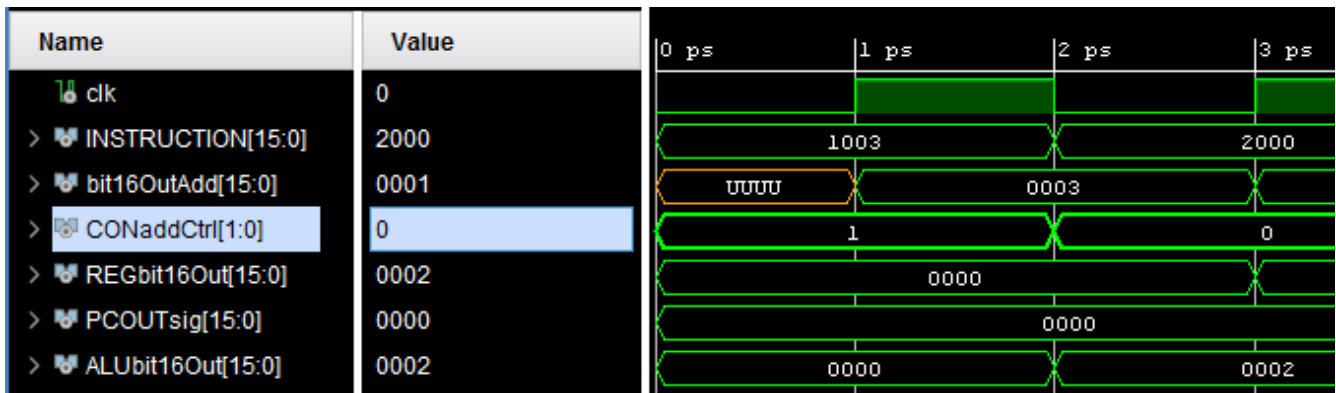 Name Value 0 ps 1 ps 2 ps 3 ps
clk 0
INSTRUCTION[15:0] 2000 1003 2000
bit16OutAdd[15:0] 0001 UUUU 0003
CONaddCtrl[1:0] 0 1 0
REGbit16Out[15:0] 0002 0000
PCOUTsig[15:0] 0000 0000
ALUbit16Out[15:0] 0002 0000 0002